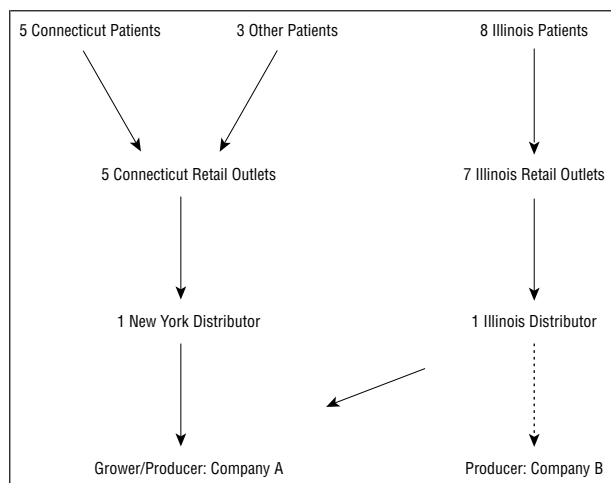 5 Connecticut Patients 3 Other Patients 8 Illinois Patients
5 Connecticut Retail Outlets 7 Illinois Retail Outlets
1 New York Distributor 1 Illinois Distributor
Grower/Producer: Company A Producer: Company B